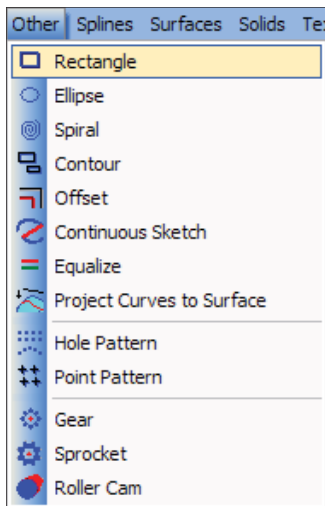 Other Splines Surfaces Solids Te
Rectangle
Ellipse
Spiral
Contour
Offset
Continuous Sketch
Equalize
Project Curves to Surface
Hole Pattern
Point Pattern
Gear
Sprocket
Roller Cam